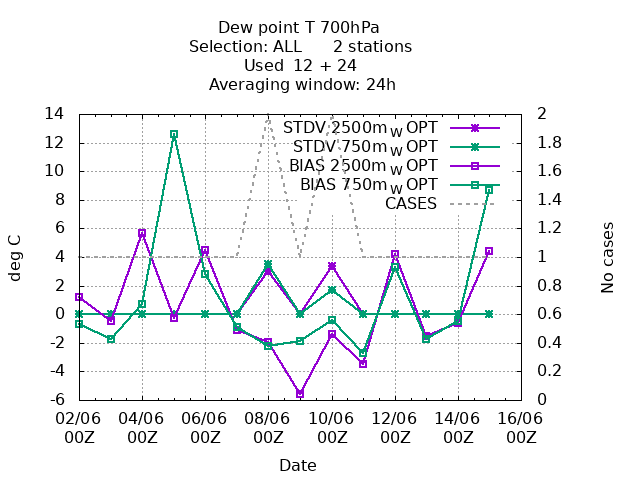 Dew point T 700hPa
Selection: ALL 2 stations
Used 12 + 24
Averaging window: 24h
14
12
10
8
6
4
2
0
-2
-4
-6
deg C
2
1.8
1.6
1.4
1.2
1
0.8
0.6
0.4
0.2
0
No cases
STDV 2500m w OPT
STDV 750m w OPT
BIAS 2500m w OPT
BIAS 750m w OPT
CASES
02/06 04/06 06/06 08/06 10/06 12/06 14/06 16/06
00Z 00Z 00Z 00Z 00Z 00Z 00Z 00Z
Date